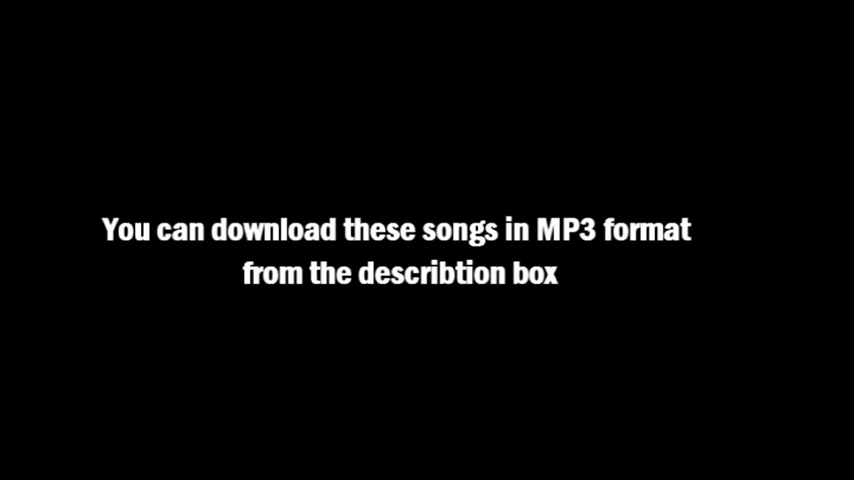 You can download these songs in MP3 format
from the describtion box